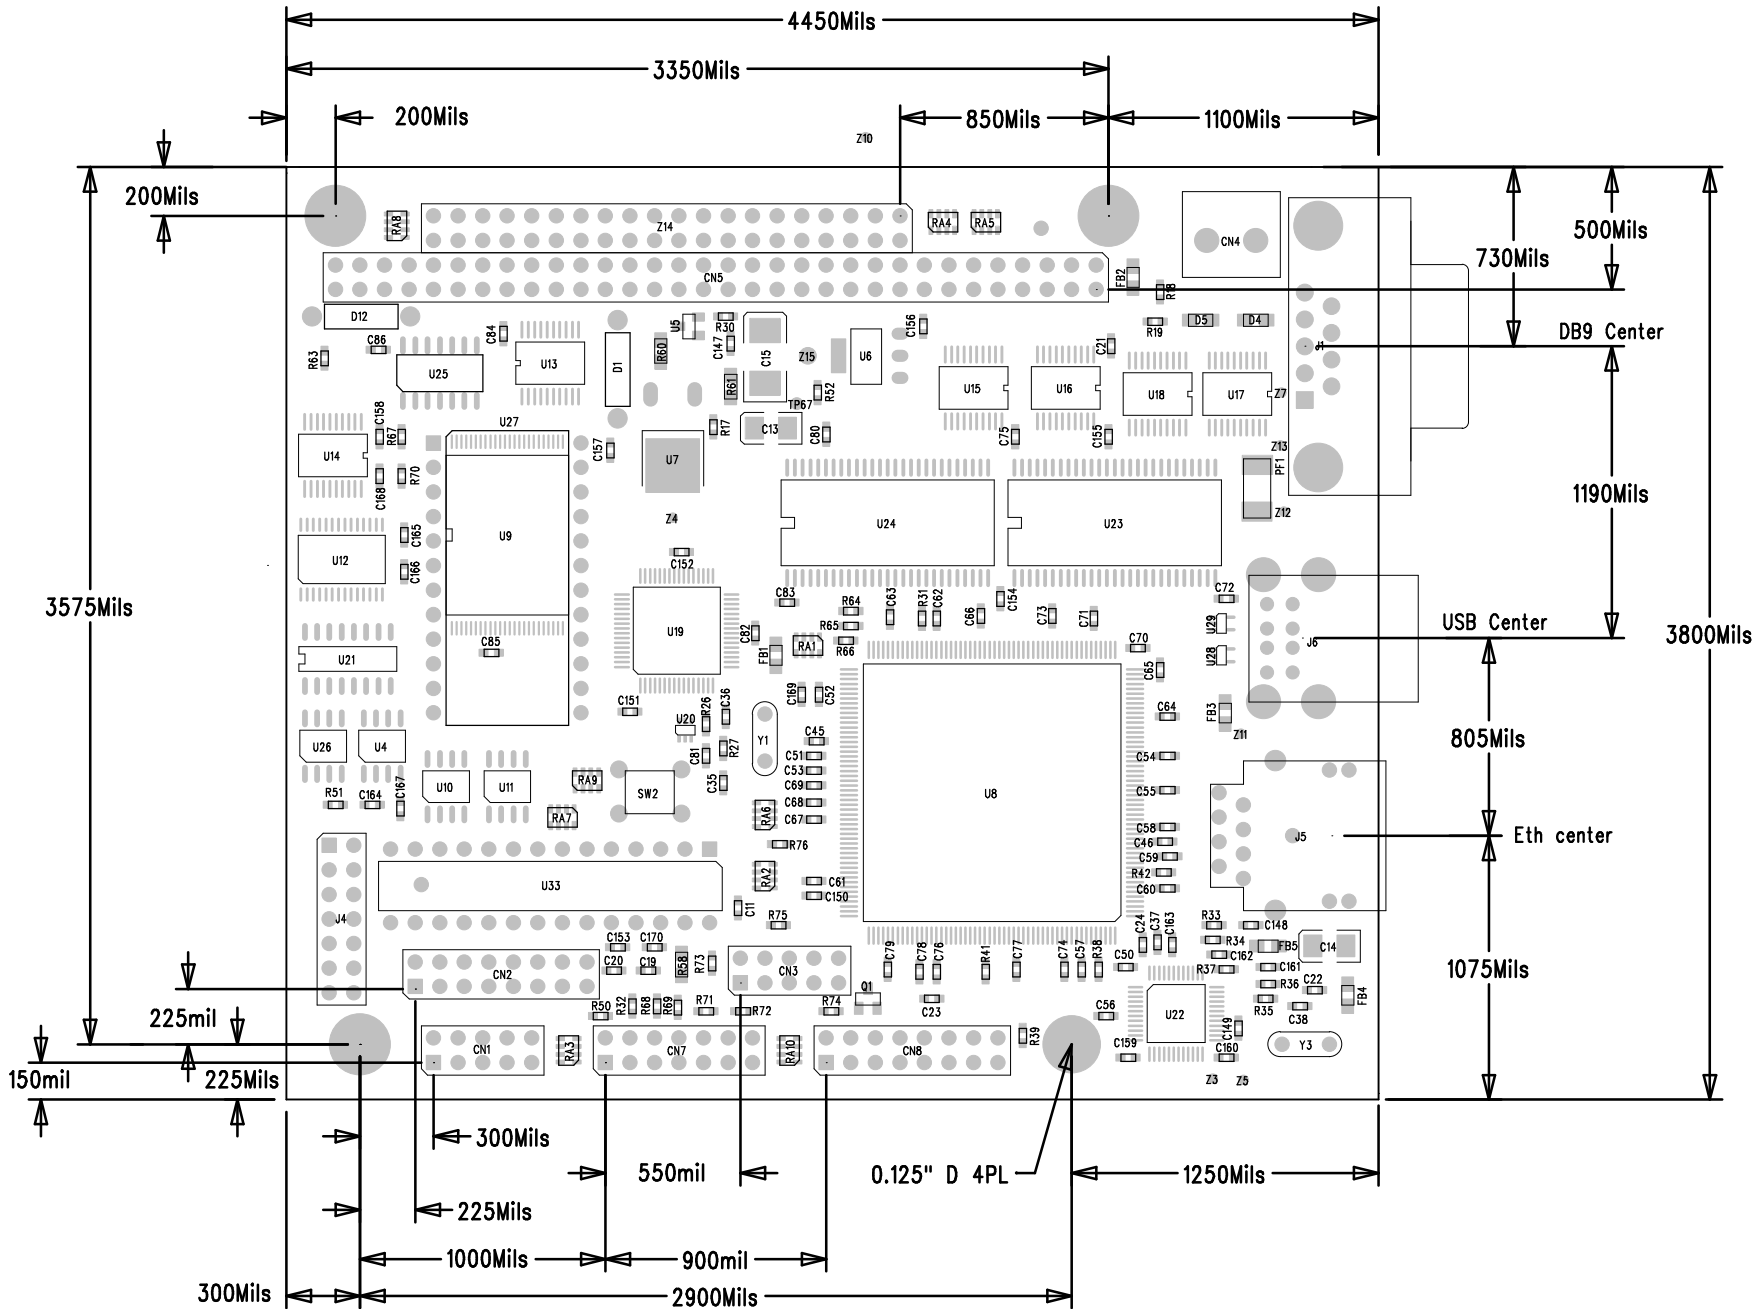 4450Mils
3350Mils
200Mils
850Mils
1100Mils
Z10
200Mils
RA8
Z14
RA4
RA5
CN4
500Mils
730Mils
CN5
FB2
R18
D12
U5
R30
C156
R19
D5
D4
DB9 Center
C86
C84
R63
U13
D1
R60
C147
C15
Z15
U6
C21
J1
U25
R61
R52
U15
U16
U18
U17
Z7
TP67
C158
R67
U27
R17
C13
C80
C75
C155
Z13
U14
C157
U7
PF1
C168
R70
1190Mils
Z4
Z12
C165
U9
U24
U23
U12
C166
C152
3575Mils
C83
R64
C63
R31
C62
C66
C154
C73
C71
C72
U29
USB Center
3800Mils
R65
R66
C82
U19
RA1
FB1
C70
U28
J6
C85
U21
C65
C169
C52
C151
R26
C36
C64
FB3
U20
Z11
U26
U4
Y1
C45
R27
805Mils
C81
C51
C54
C53
C35
C69
C55
U10
U11
RA9
SW2
U8
R51
C164
C167
C68
RA7
RA6
C67
C58
C46
J5
Eth center
R76
C59
R42
U33
RA2
C61
C60
C150
J4
C11
R75
R33
C148
C24
C37
C163
R34
FB5
C14
C153
C170
C162
C20
C19
R58
R73
CN2
CN3
C79
C78
C76
R41
C77
C74
C57
R38
C50
R37
C161
1075Mils
R36
C22
FB4
Q1
R35
C38
225mil
R50
R32
R68
R69
R71
R72
R74
C23
C56
U22
C149
CN1
RA3
CN7
RA10
CN8
R39
Y3
C159
C160
150mil
225Mils
Z3
Z5
300Mils
550mil
0.125" D 4PL
1250Mils
225Mils
1000Mils
900mil
300Mils
2900Mils